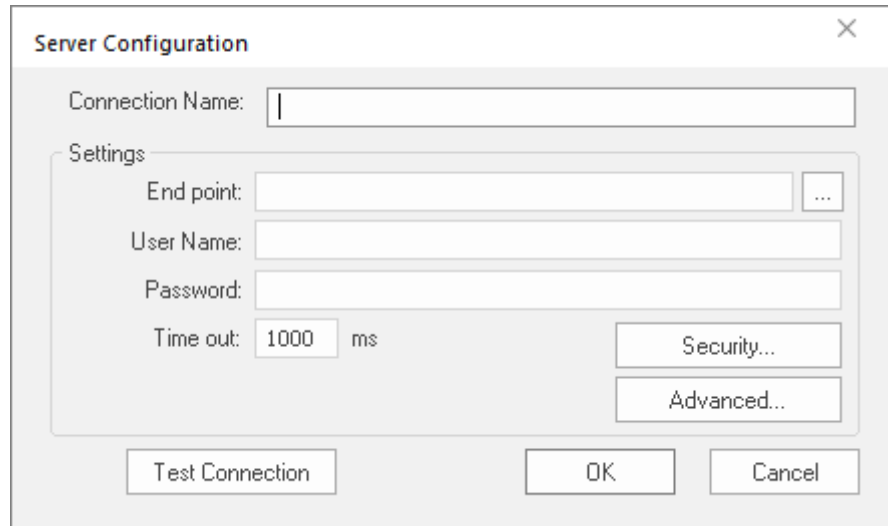 Server Configuration
Connection Name:
Settings
End point:
...
User Name:
Password:
Time out: 1000 ms
Security...
Advanced...
Test Connection OK Cancel